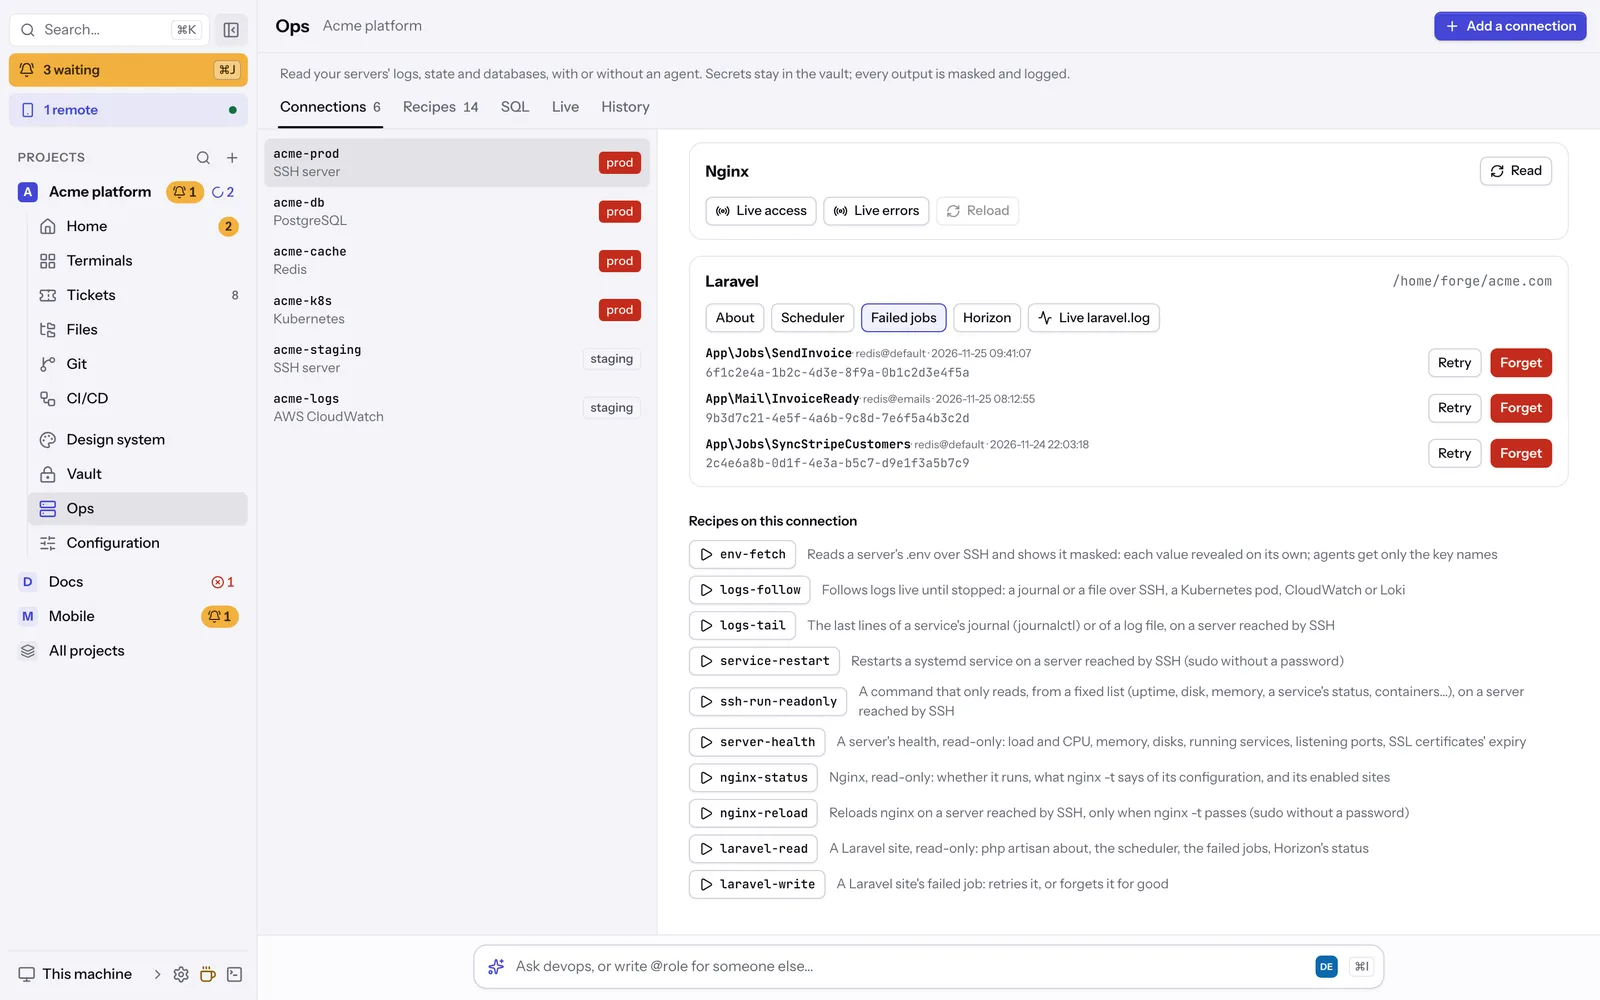 Search...
⌘K
3 waiting
⌘J
1 remote
PROJECTS
A
Acme platform
1
2
Home
2
Terminals
Tickets
8
Files
Git
CI/CD
Design system
Vault
Ops
Configuration
D
Docs
1
M
Mobile
1
All projects
This machine
Ops
Acme platform
Add a connection
Read your servers' logs, state and databases, with or without an agent. Secrets stay in the vault; every output is masked and logged.
Connections 6
Recipes 14
SQL
Live
History
acme-prod
SSH server
prod
acme-db
PostgreSQL
prod
acme-cache
Redis
prod
acme-k8s
Kubernetes
prod
acme-staging
SSH server
staging
acme-logs
AWS CloudWatch
staging
Nginx
Read
Live access
Live errors
Reload
Laravel
/home/forge/acme.com
About
Scheduler
Failed jobs
Horizon
Live laravel.log
App\Jobs\SendInvoice · redis@default · 2026-11-25 09:41:07
6f1c2e4a-1b2c-4d3e-8f9a-0b1c2d3e4f5a
Retry
Forget
App\Mail\InvoiceReady · redis@emails · 2026-11-25 08:12:55
9b3d7c21-4e5f-4a6b-9c8d-7e6f5a4b3c2d
Retry
Forget
App\Jobs\SyncStripeCustomers · redis@default · 2026-11-24 22:03:18
2c4e6a8b-0d1f-4e3a-b5c7-d9e1f3a5b7c9
Retry
Forget
Recipes on this connection
env-fetch
Reads a server's .env over SSH and shows it masked: each value revealed on its own; agents get only the key names
logs-follow
Follows logs live until stopped: a journal or a file over SSH, a Kubernetes pod, CloudWatch or Loki
logs-tail
The last lines of a service's journal (journalctl) or of a log file, on a server reached by SSH
service-restart
Restarts a systemd service on a server reached by SSH (sudo without a password)
ssh-run-readonly
A command that only reads, from a fixed list (uptime, disk, memory, a service's status, containers...), on a server
reached by SSH
server-health
A server's health, read-only: load and CPU, memory, disks, running services, listening ports, SSL certificates' expiry
nginx-status
Nginx, read-only: whether it runs, what nginx -t says of its configuration, and its enabled sites
nginx-reload
Reloads nginx on a server reached by SSH, only when nginx -t passes (sudo without a password)
laravel-read
A Laravel site, read-only: php artisan about, the scheduler, the failed jobs, Horizon's status
laravel-write
A Laravel site's failed job: retries it, or forgets it for good
Ask devops, or write @role for someone else...
DE
⌘I